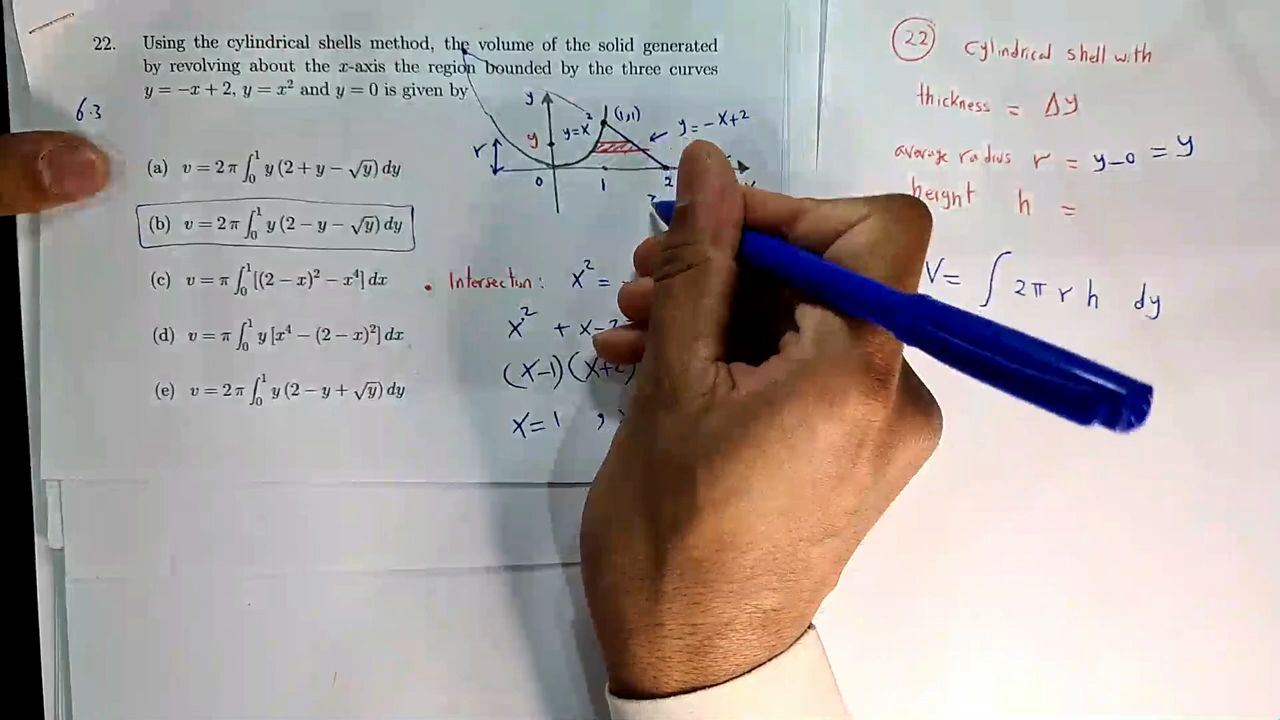 22. Using the cylindrical shells method, the volume of the solid generated
by revolving about the x-axis the region bounded by the three curves
y = −x + 2, y = x² and y = 0 is given by
6.3
(a) v = 2π ∫₀¹ y (2 + y − √y) dy
(b) v = 2π ∫₀¹ y (2 − y − √y) dy
(c) v = π ∫₀¹ [(2 − x)² − x⁴] dx
(d) v = π ∫₀¹ y [x⁴ − (2 − x)²] dx
(e) v = 2π ∫₀¹ y (2 − y + √y) dy
y
y=x²
(1,1)
y=-x+2
y
r
0
1
2
• Intersection: x² =
x² + x-2
(x-1)(x+2)
x=1 ,
22 Cylindrical shell with
thickness = Δy
average radius r = y-0 = y
height h =
V= ∫ 2π r h dy